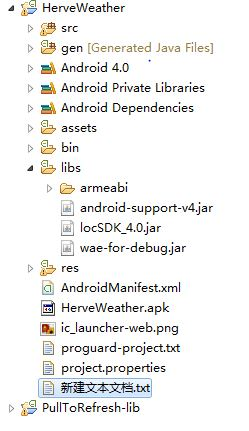 HerveWeather
src
gen [Generated Java Files]
Android 4.0
Android Private Libraries
Android Dependencies
assets
bin
libs
armeabi
android-support-v4.jar
locSDK_4.0.jar
wae-for-debug.jar
res
AndroidManifest.xml
HerveWeather.apk
ic_launcher-web.png
proguard-project.txt
project.properties
新建文本文档.txt
PullToRefresh-lib